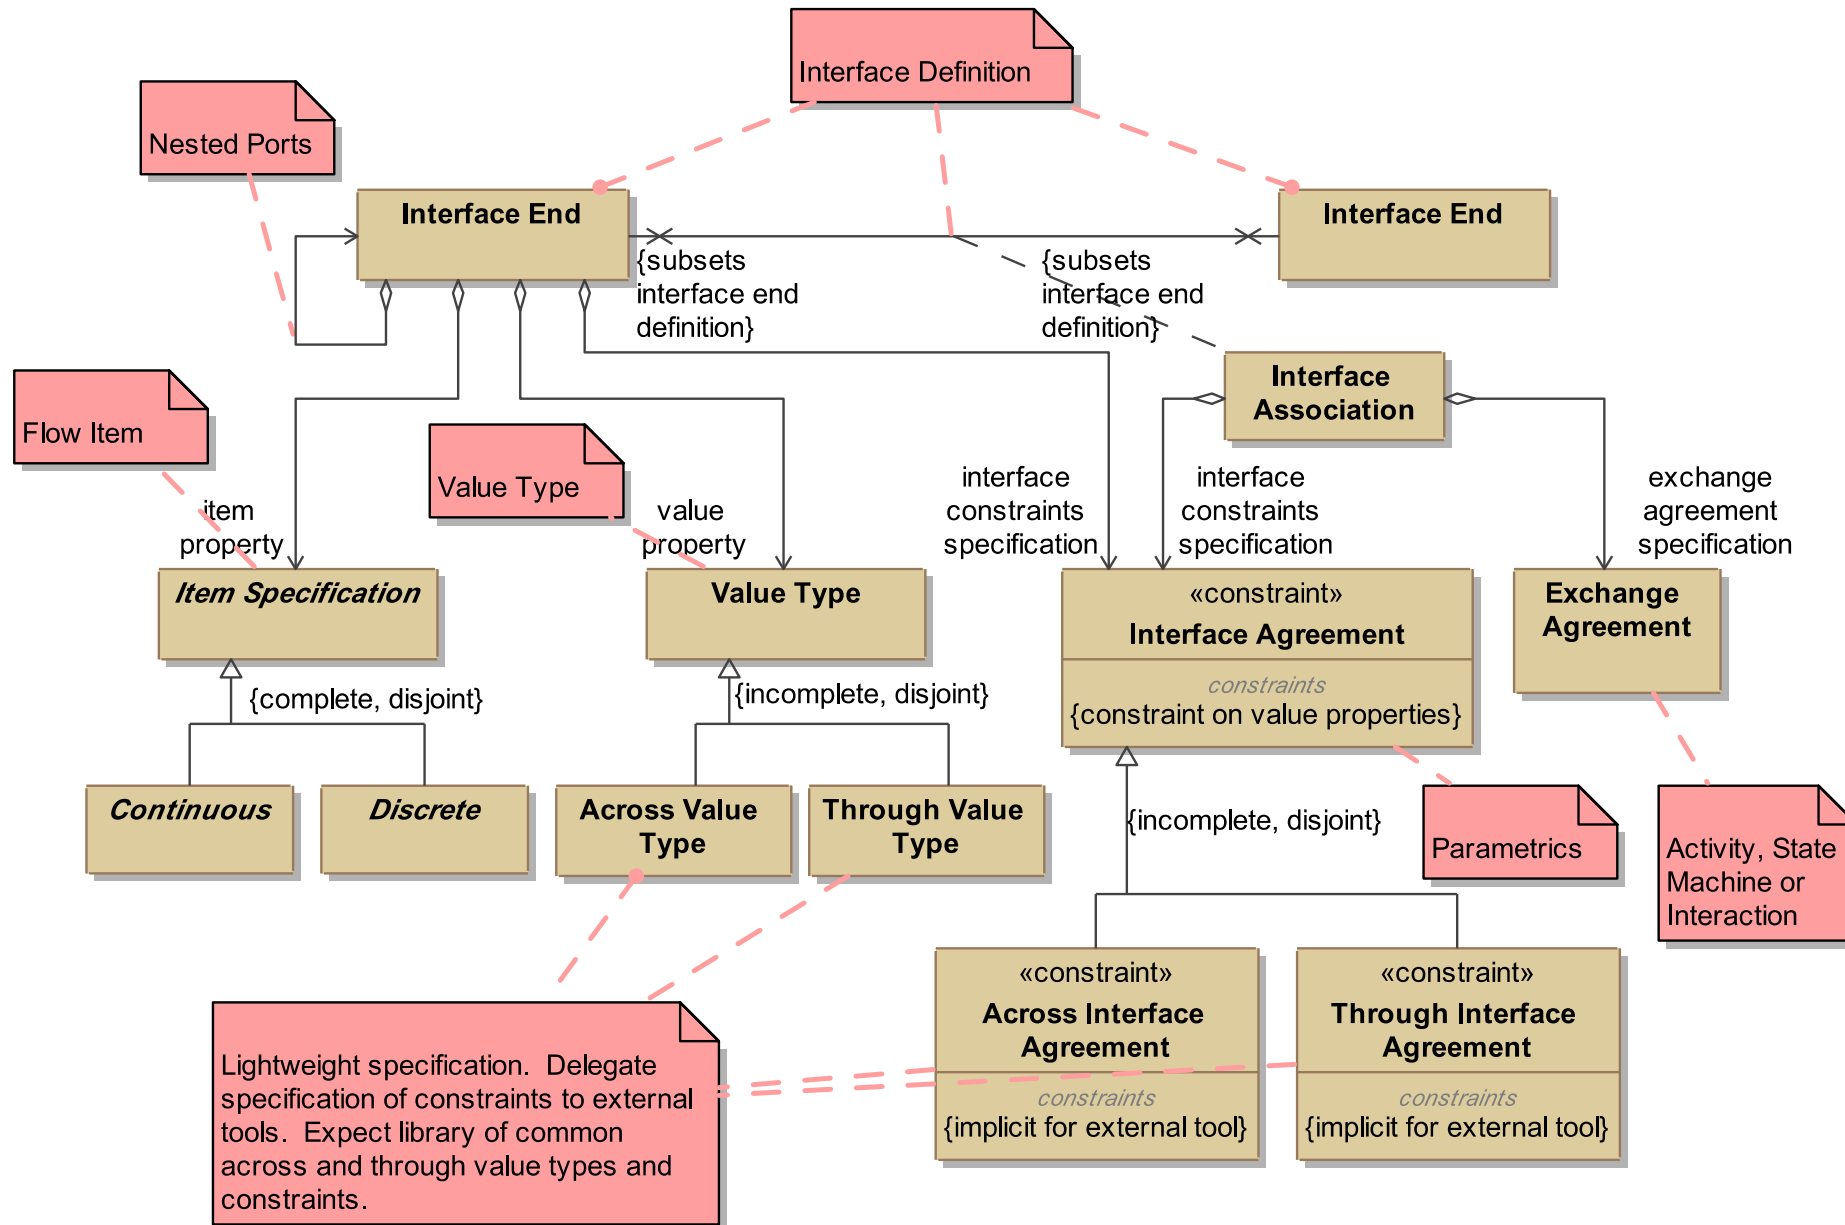 Interface Definition
Nested Ports
Interface End
Interface End
{subsets
interface end
definition}
{subsets
interface end
definition}
Interface
Association
Flow Item
Value Type
item
property
value
property
interface
constraints
specification
interface
constraints
specification
exchange
agreement
specification
Item Specification
Value Type
«constraint»
Interface Agreement
constraints
{constraint on value properties}
Exchange
Agreement
{complete, disjoint}
{incomplete, disjoint}
Continuous
Discrete
Across Value
Type
Through Value
Type
{incomplete, disjoint}
Parametrics
Activity, State
Machine or
Interaction
«constraint»
Across Interface
Agreement
constraints
{implicit for external tool}
«constraint»
Through Interface
Agreement
constraints
{implicit for external tool}
Lightweight specification.  Delegate
specification of constraints to external
tools.  Expect library of common
across and through value types and
constraints.